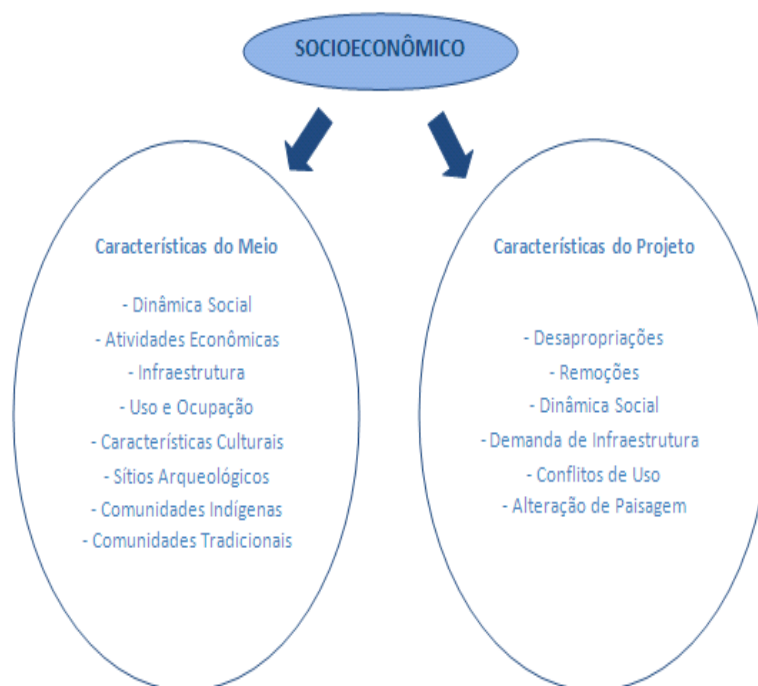 SOCIOECONÔMICO
Características do Meio
- Dinâmica Social
- Atividades Econômicas
- Infraestrutura
- Uso e Ocupação
- Características Culturais
- Sítios Arqueológicos
- Comunidades Indígenas
- Comunidades Tradicionais
Características do Projeto
- Desapropriações
- Remoções
- Dinâmica Social
- Demanda de Infraestrutura
- Conflitos de Uso
- Alteração de Paisagem